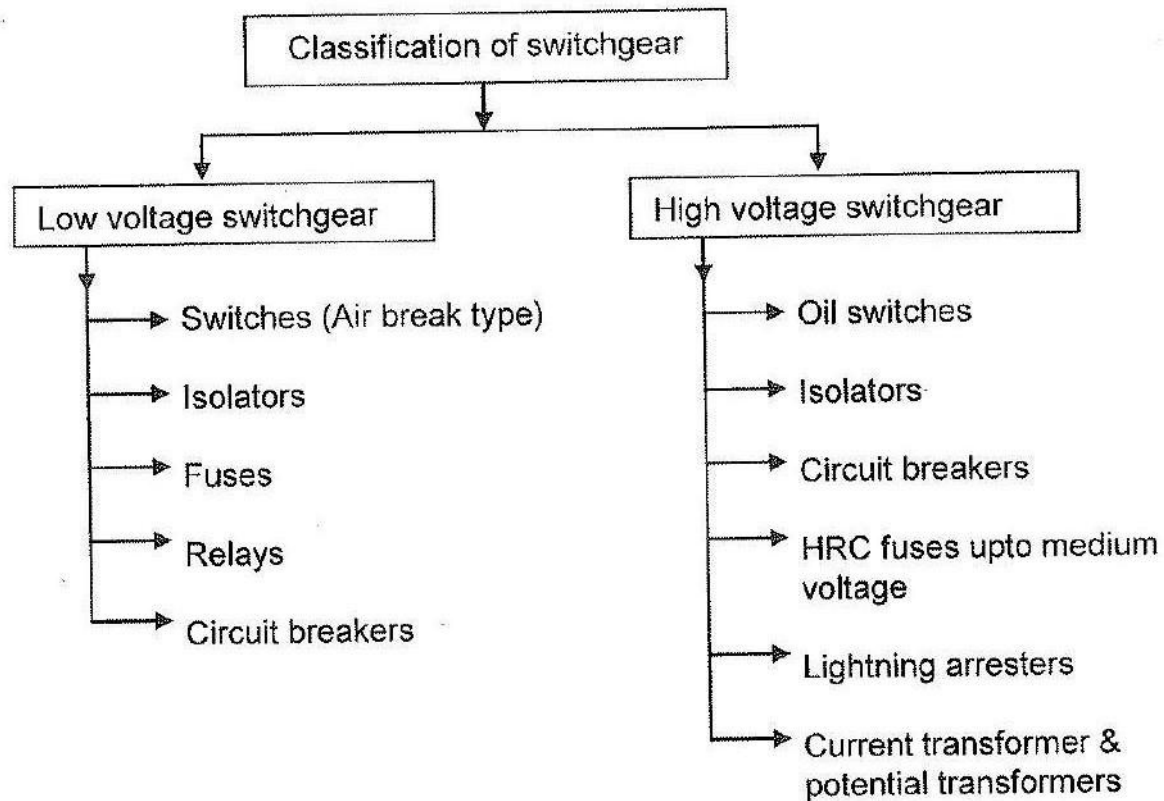 Classification of switchgear
Low voltage switchgear
Switches (Air break type)
Isolators
Fuses
Relays
Circuit breakers
High voltage switchgear
Oil switches
Isolators
Circuit breakers
HRC fuses upto medium
voltage
Lightning arresters
Current transformer &
potential transformers